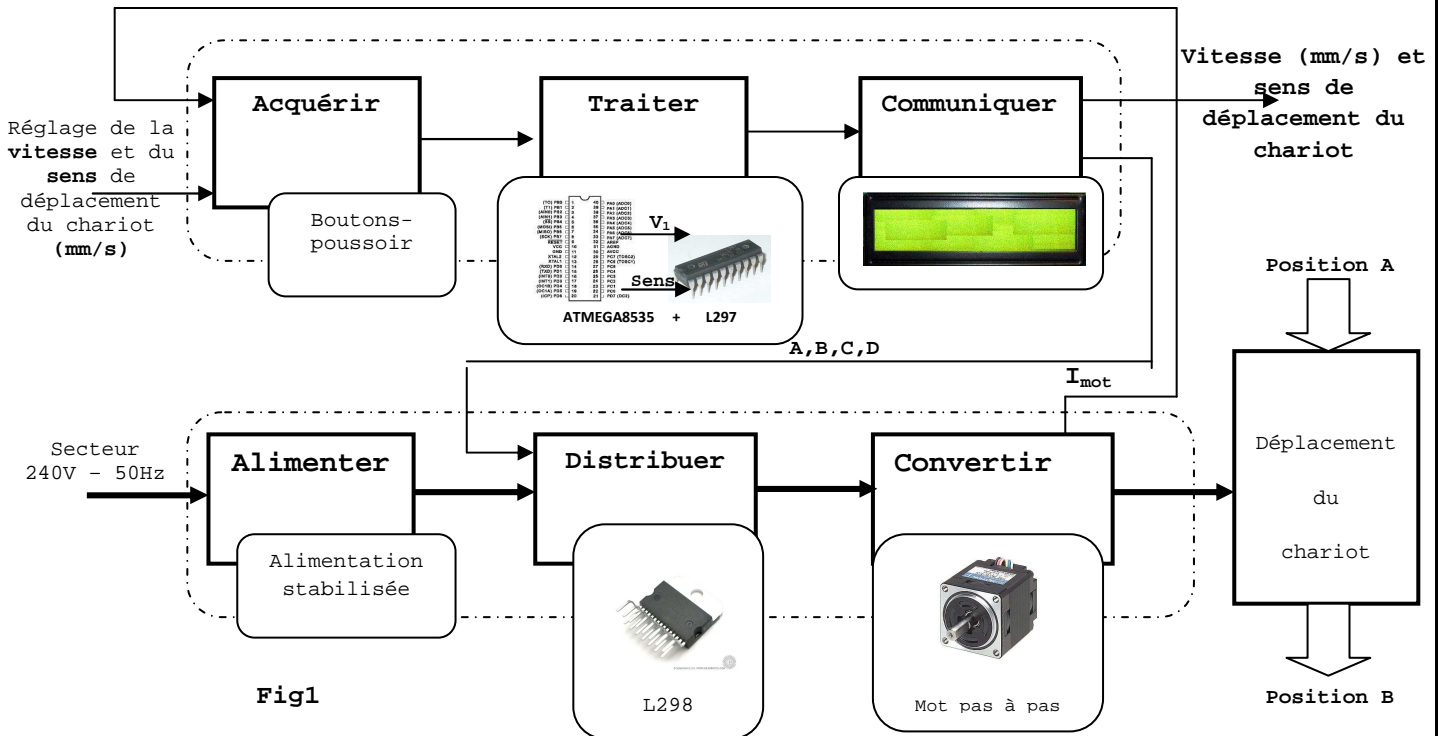 Acquérir
Traiter
Communiquer
Vitesse (mm/s) et
sens de
déplacement du
chariot
Réglage de la
vitesse et du
sens de
déplacement
du chariot
(mm/s)
Boutons-
poussoir
V1
Sens
ATMEGA8535 + L297
A,B,C,D
Imot
Position A
Secteur
240V – 50Hz
Alimenter
Distribuer
Convertir
Déplacement
du
chariot
Alimentation
stabilisée
L298
Mot pas à pas
Fig1
Position B